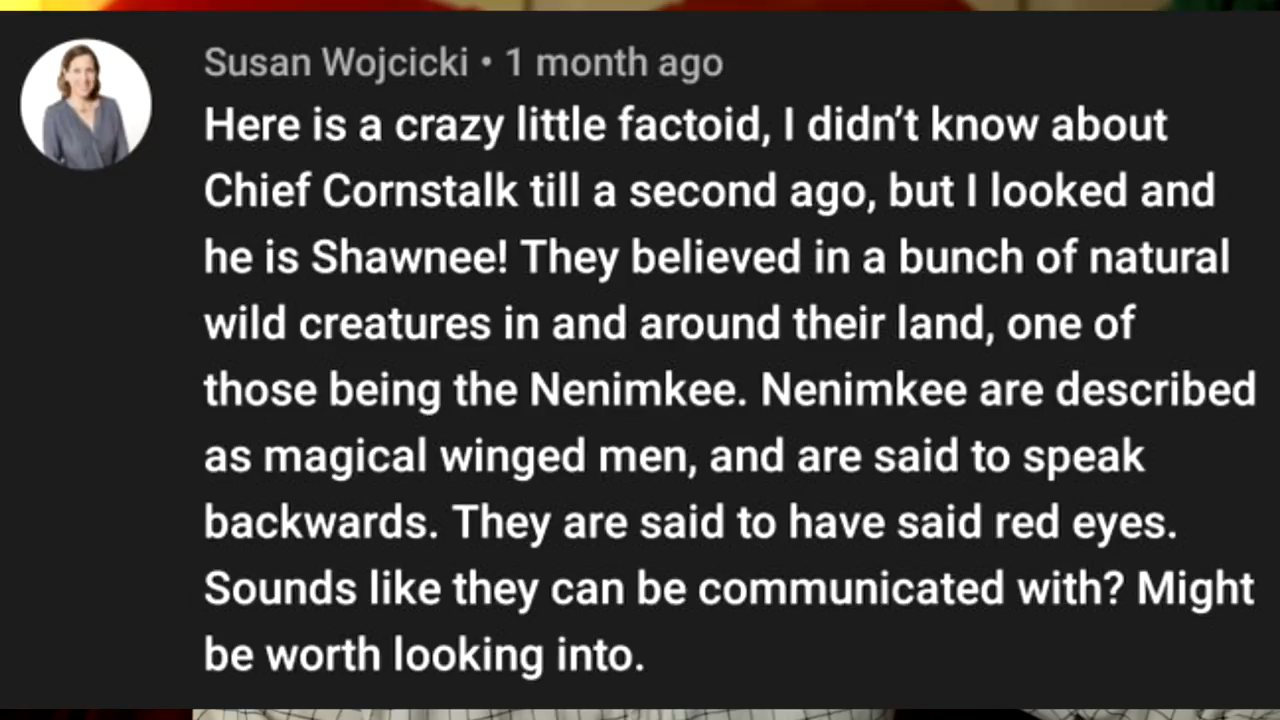 Susan Wojcicki • 1 month ago
Here is a crazy little factoid, I didn’t know about
Chief Cornstalk till a second ago, but I looked and
he is Shawnee! They believed in a bunch of natural
wild creatures in and around their land, one of
those being the Nenimkee. Nenimkee are described
as magical winged men, and are said to speak
backwards. They are said to have said red eyes.
Sounds like they can be communicated with? Might
be worth looking into.